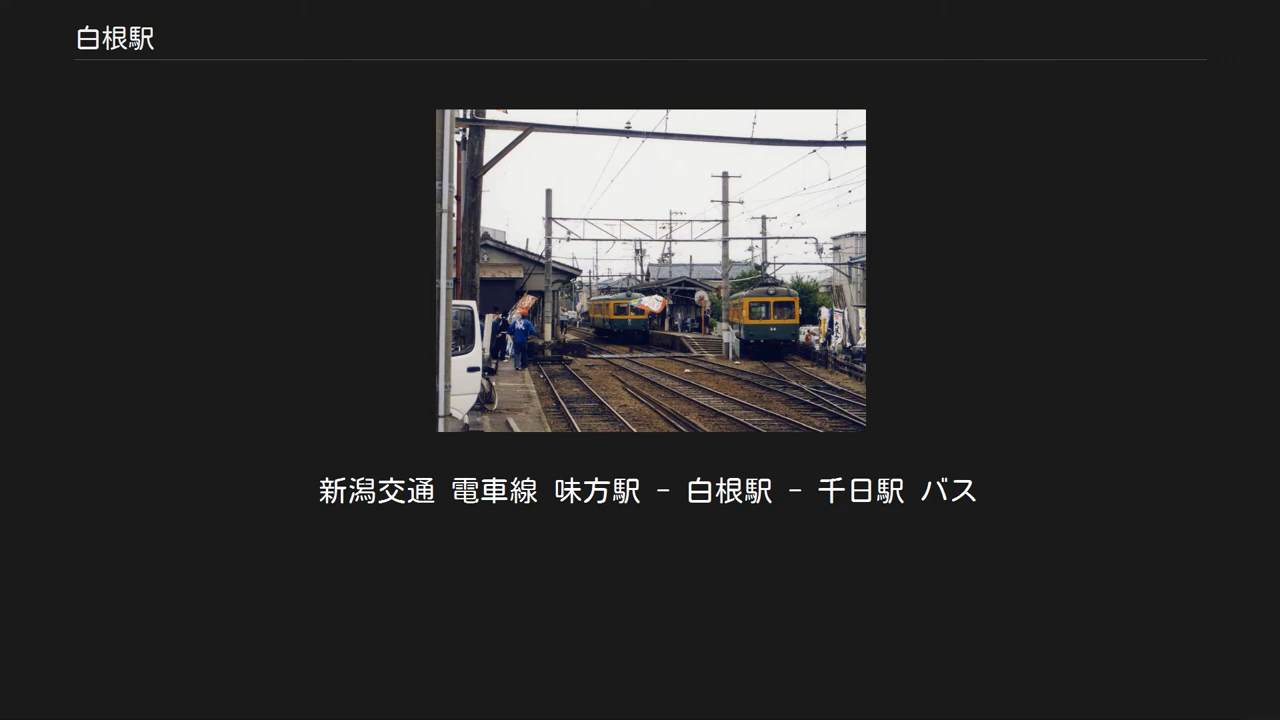 白根駅
新潟交通 電車線 味方駅 - 白根駅 - 千日駅 バス